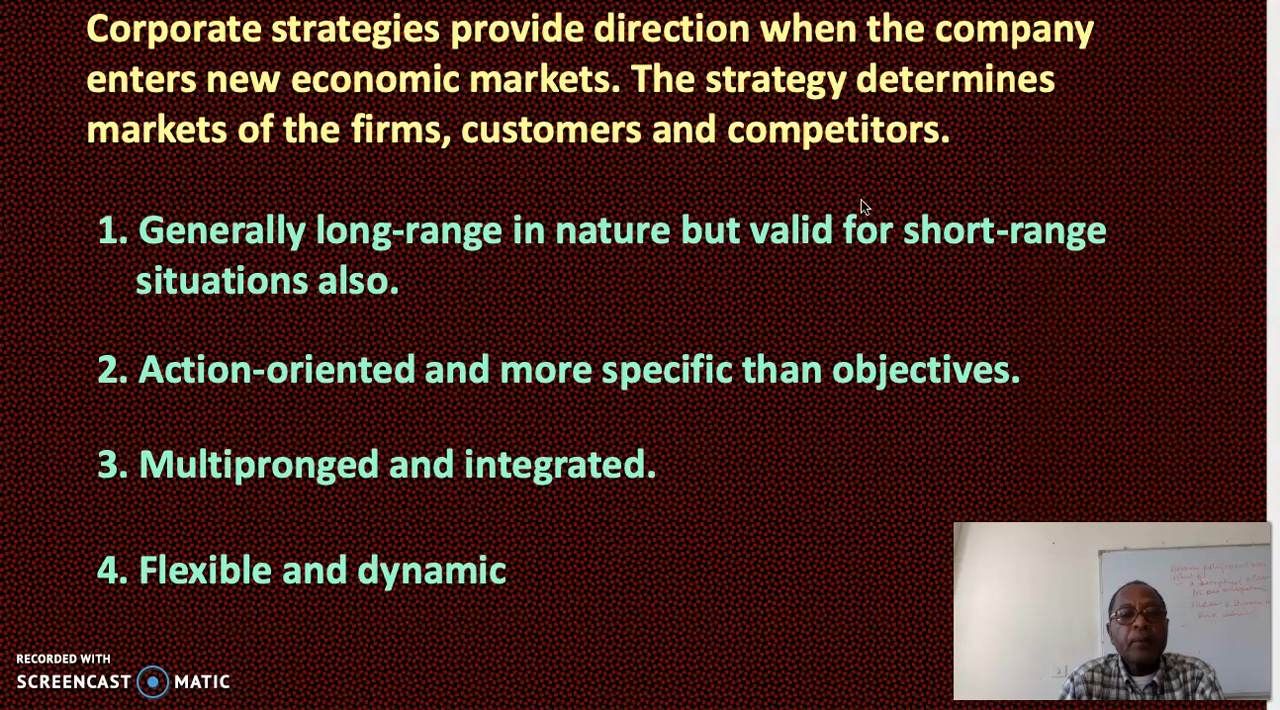 Corporate strategies provide direction when the company
enters new economic markets. The strategy determines
markets of the firms, customers and competitors.
1. Generally long-range in nature but valid for short-range
situations also.
2. Action-oriented and more specific than objectives.
3. Multipronged and integrated.
4. Flexible and dynamic
RECORDED WITH
SCREENCAST MATIC